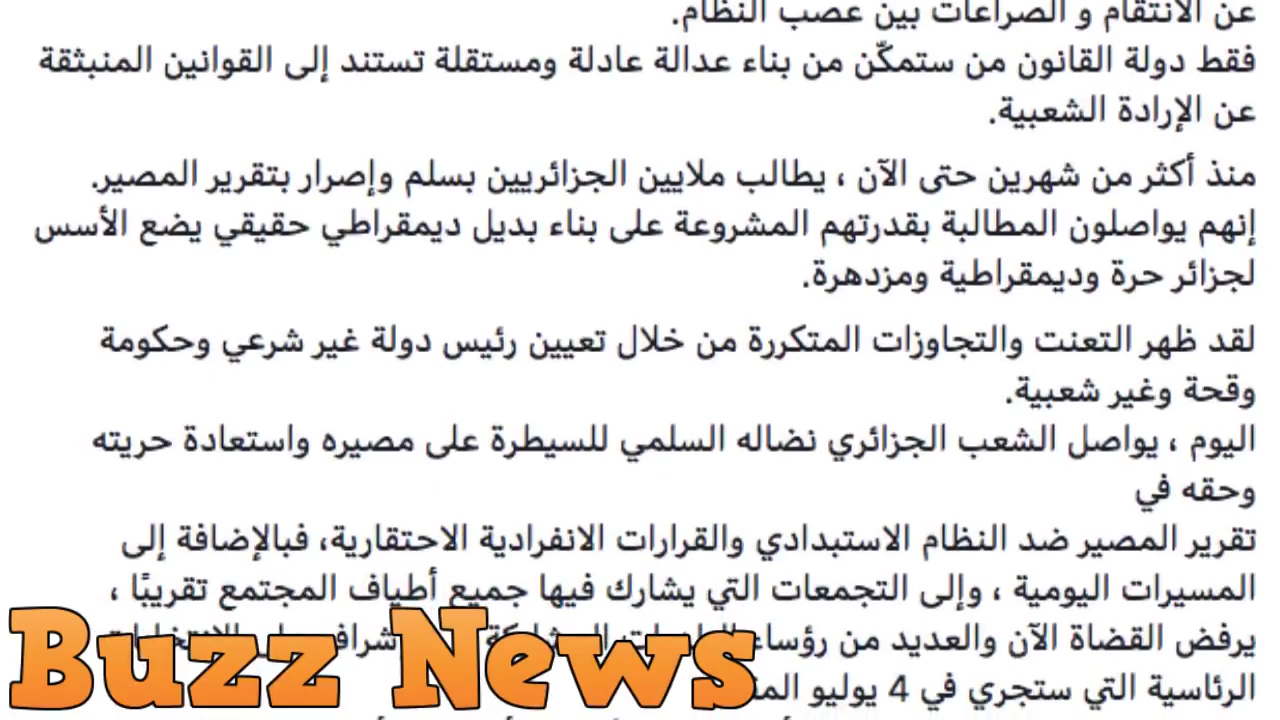 عن الانتقام و الصراعات بين عصب النظام.
فقط دولة القانون من ستمكّن من بناء عدالة عادلة ومستقلة تستند إلى القوانين المنبثقة
عن الإرادة الشعبية.
منذ أكثر من شهرين حتى الآن ، يطالب ملايين الجزائريين بسلم وإصرار بتقرير المصير.
إنهم يواصلون المطالبة بقدرتهم المشروعة على بناء بديل ديمقراطي حقيقي يضع الأسس
لجزائر حرة وديمقراطية ومزدهرة.
لقد ظهر التعنت والتجاوزات المتكررة من خلال تعيين رئيس دولة غير شرعي وحكومة
وقحة وغير شعبية.
اليوم ، يواصل الشعب الجزائري نضاله السلمي للسيطرة على مصيره واستعادة حريته
وحقه في
تقرير المصير ضد النظام الاستبدادي والقرارات الانفرادية الاحتقارية، فبالإضافة إلى
المسيرات اليومية ، وإلى التجمعات التي يشارك فيها جميع أطياف المجتمع تقريبًا ،
يرفض القضاة الآن والعديد من رؤساء
الرئاسية التي ستجري في 4 يوليو
Buzz News